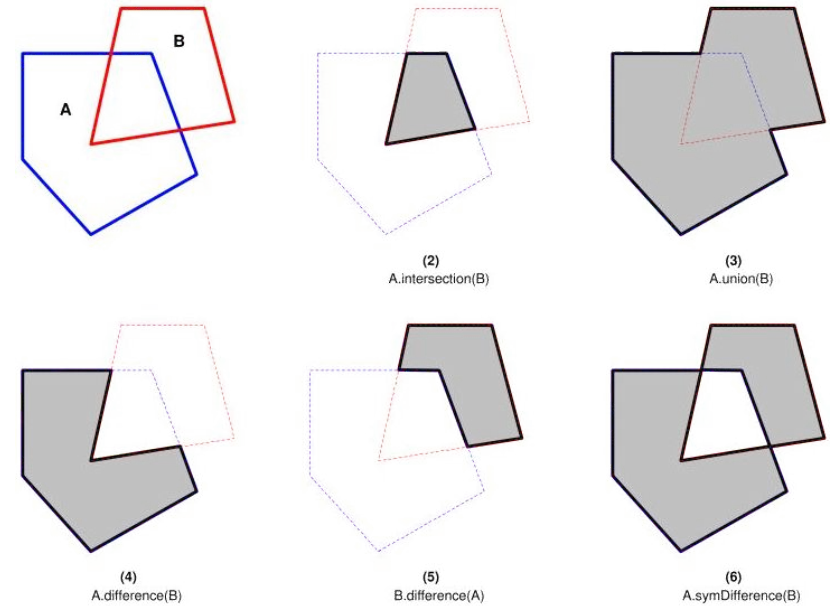 B
A
(2)
A.intersection(B)
(3)
A.union(B)
(4)
A.difference(B)
(5)
B.difference(A)
(6)
A.symDifference(B)